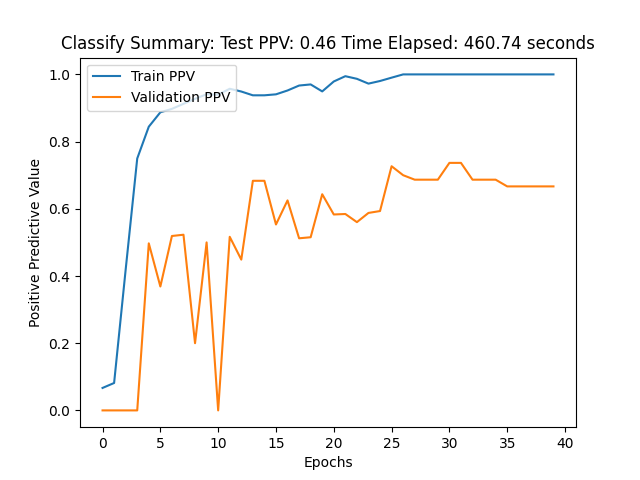 Classify Summary: Test PPV: 0.46 Time Elapsed: 460.74 seconds
Train PPV
Validation PPV
Positive Predictive Value
1.0
0.8
0.6
0.4
0.2
0.0
0 5 10 15 20 25 30 35 40
Epochs